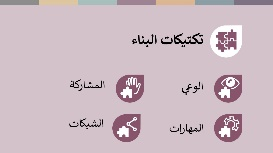 تكتيكات البناء
الوعي
المشاركة
المهارات
الشبكات